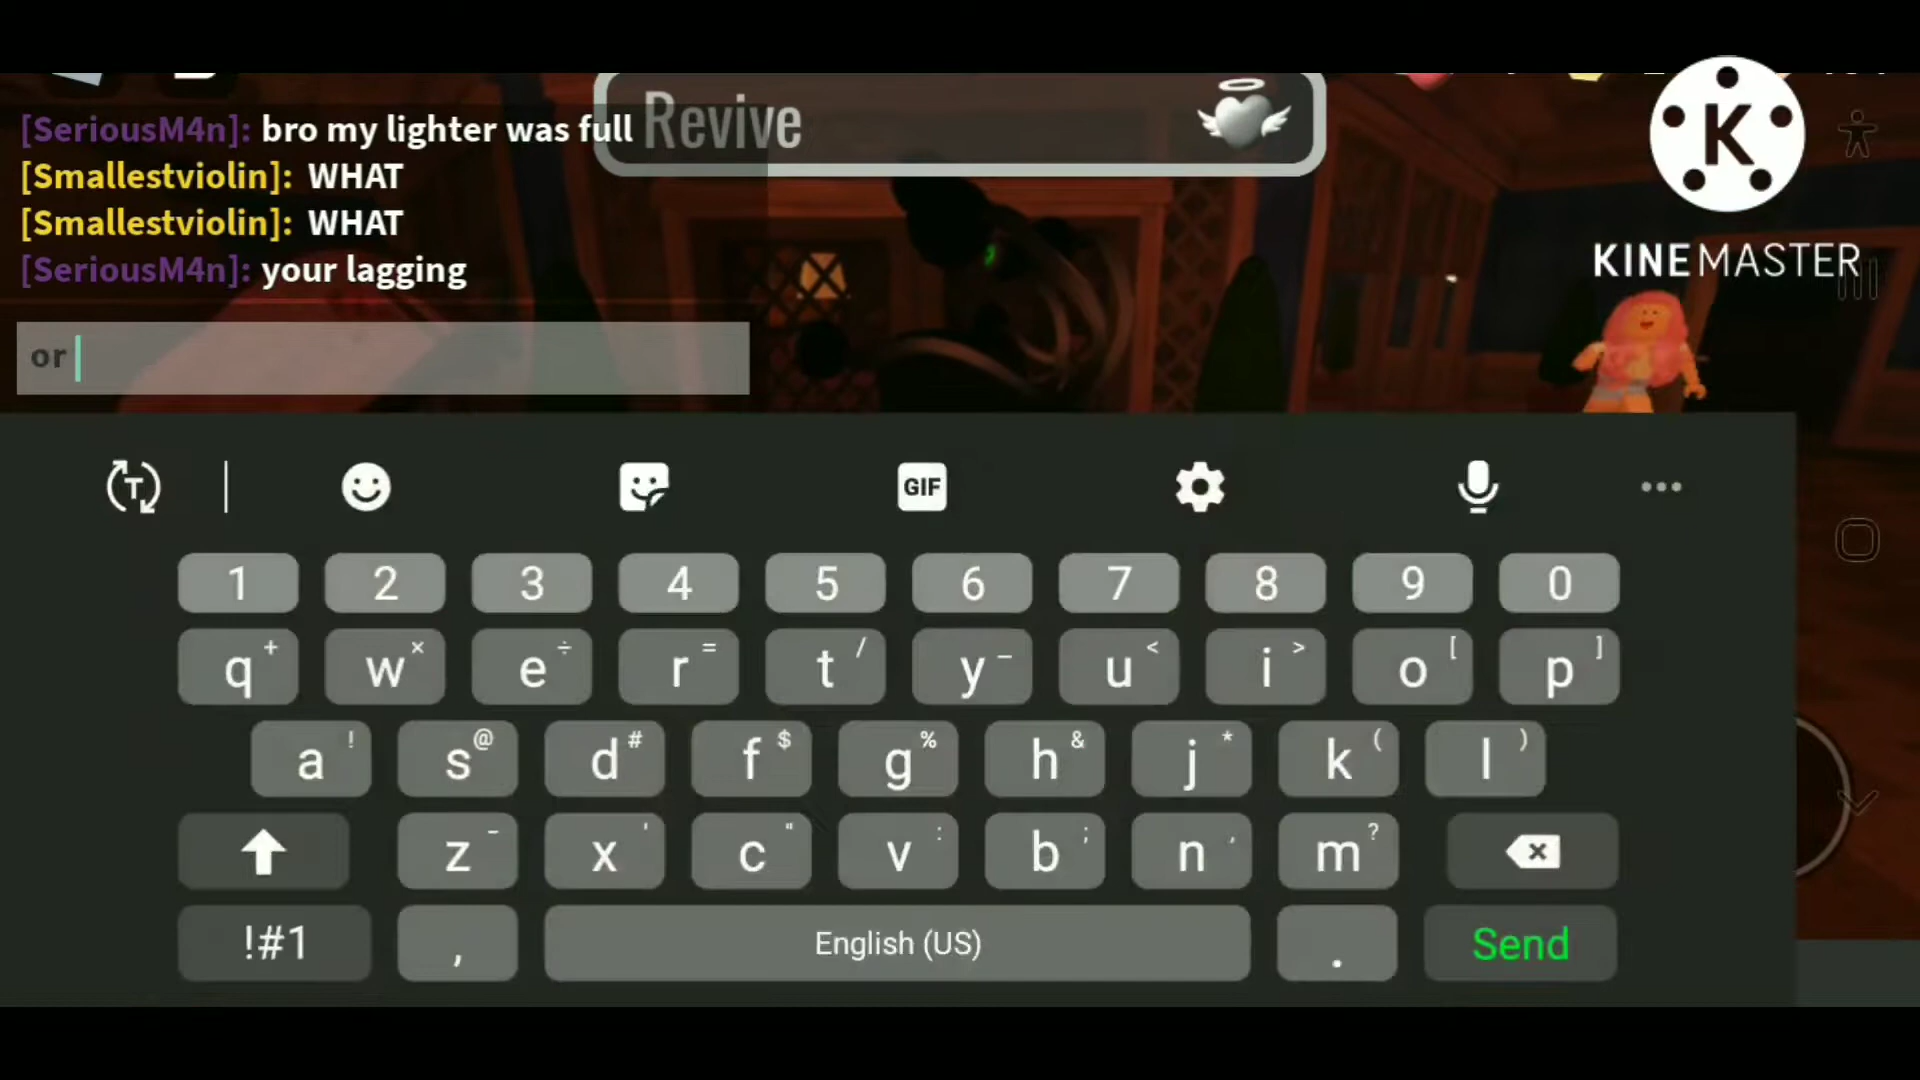 [SeriousM4n]: bro my lighter was full
Revive
[Smallestviolin]: WHAT
[Smallestviolin]: WHAT
[SeriousM4n]: your lagging
or
K
KINEMASTER
T
GIF
1 2 3 4 5 6 7 8 9 0
q + w × e ÷ r = t / y _ u < i > o [ p ]
a ! s @ d # f $ g % h & j * k ( l )
z - x ' c " v : b ; n , m ?
!#1 , English (US) . Send